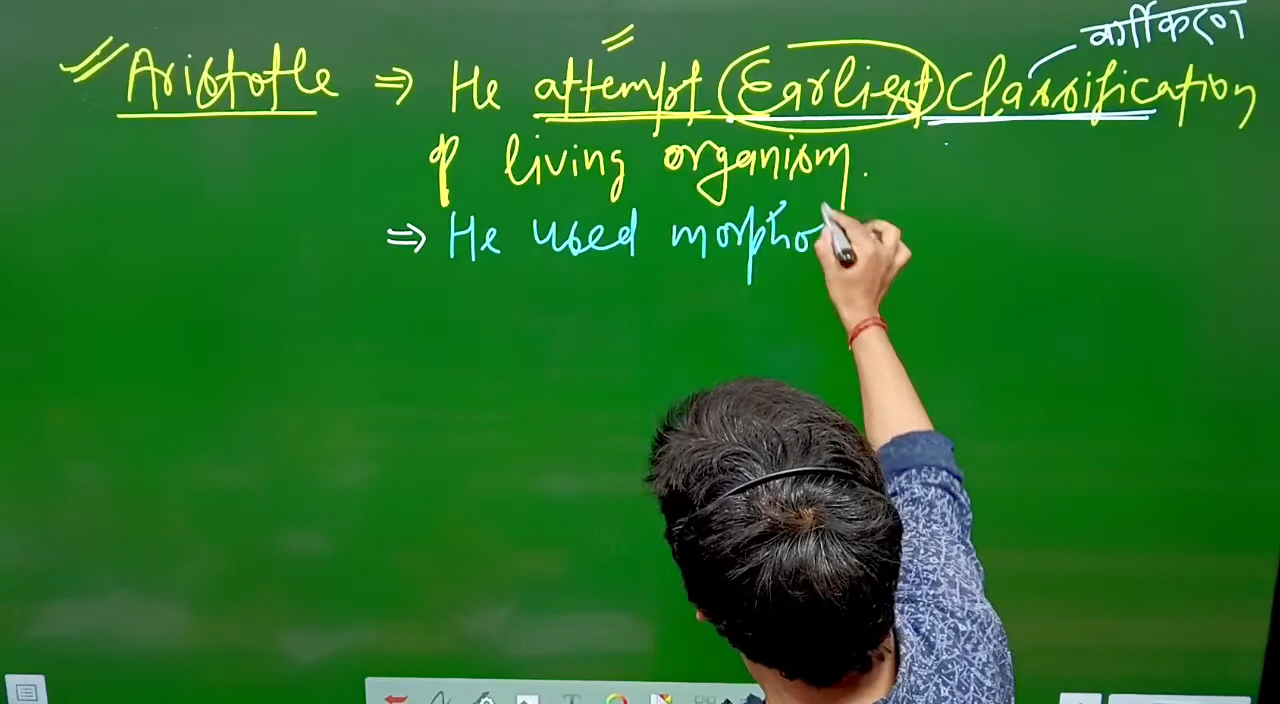 वर्गीकरण
Aristotle ⇒ He attempt Earliest Classification
of living organism.
⇒ He used morpho